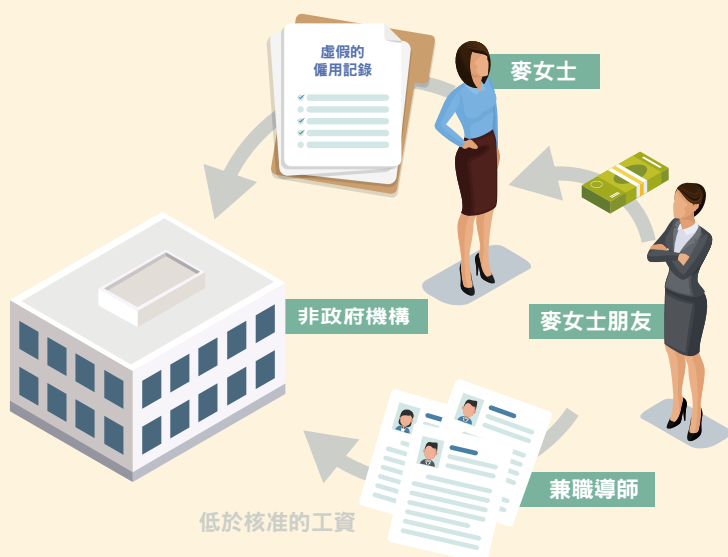 虛假的
僱用記錄
麥女士
非政府機構
麥女士朋友
兼職導師
低於核准的工資